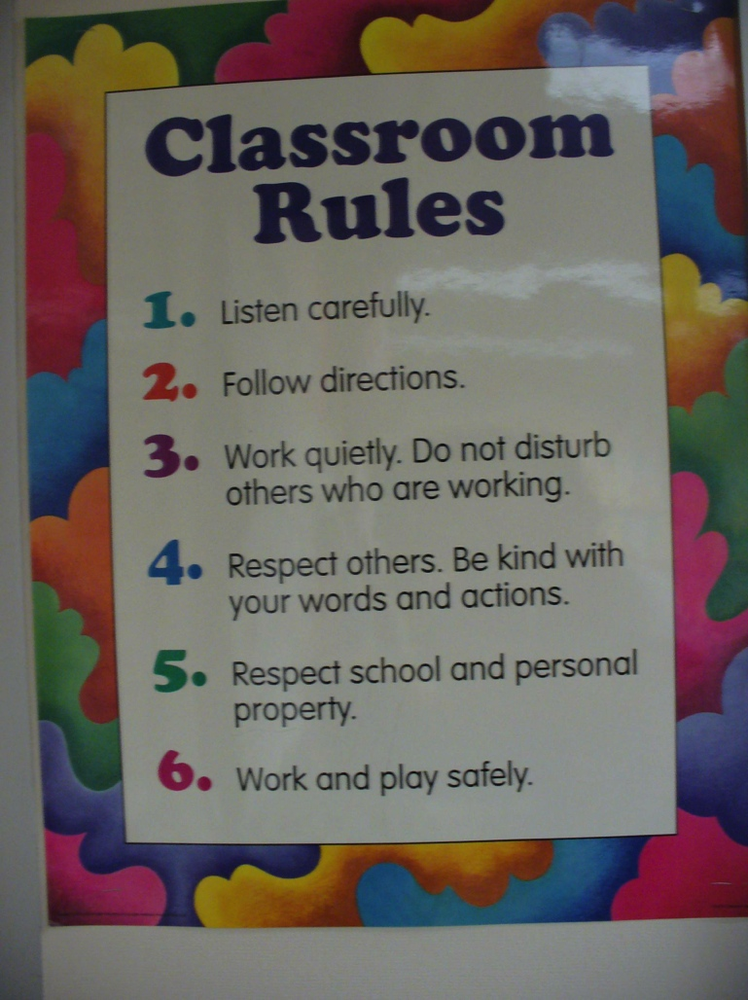 Classroom
Rules
1. Listen carefully.
2. Follow directions.
3. Work quietly. Do not disturb
others who are working.
4. Respect others. Be kind with
your words and actions.
5. Respect school and personal
property.
6. Work and play safely.